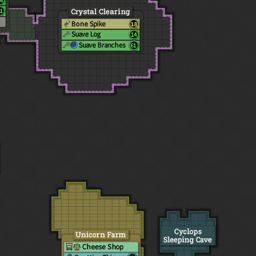 Crystal Clearing
Bone Spike
Suave Log
Suave Branches
Unicorn Farm
Cheese Shop
Cyclops
Sleeping Cave